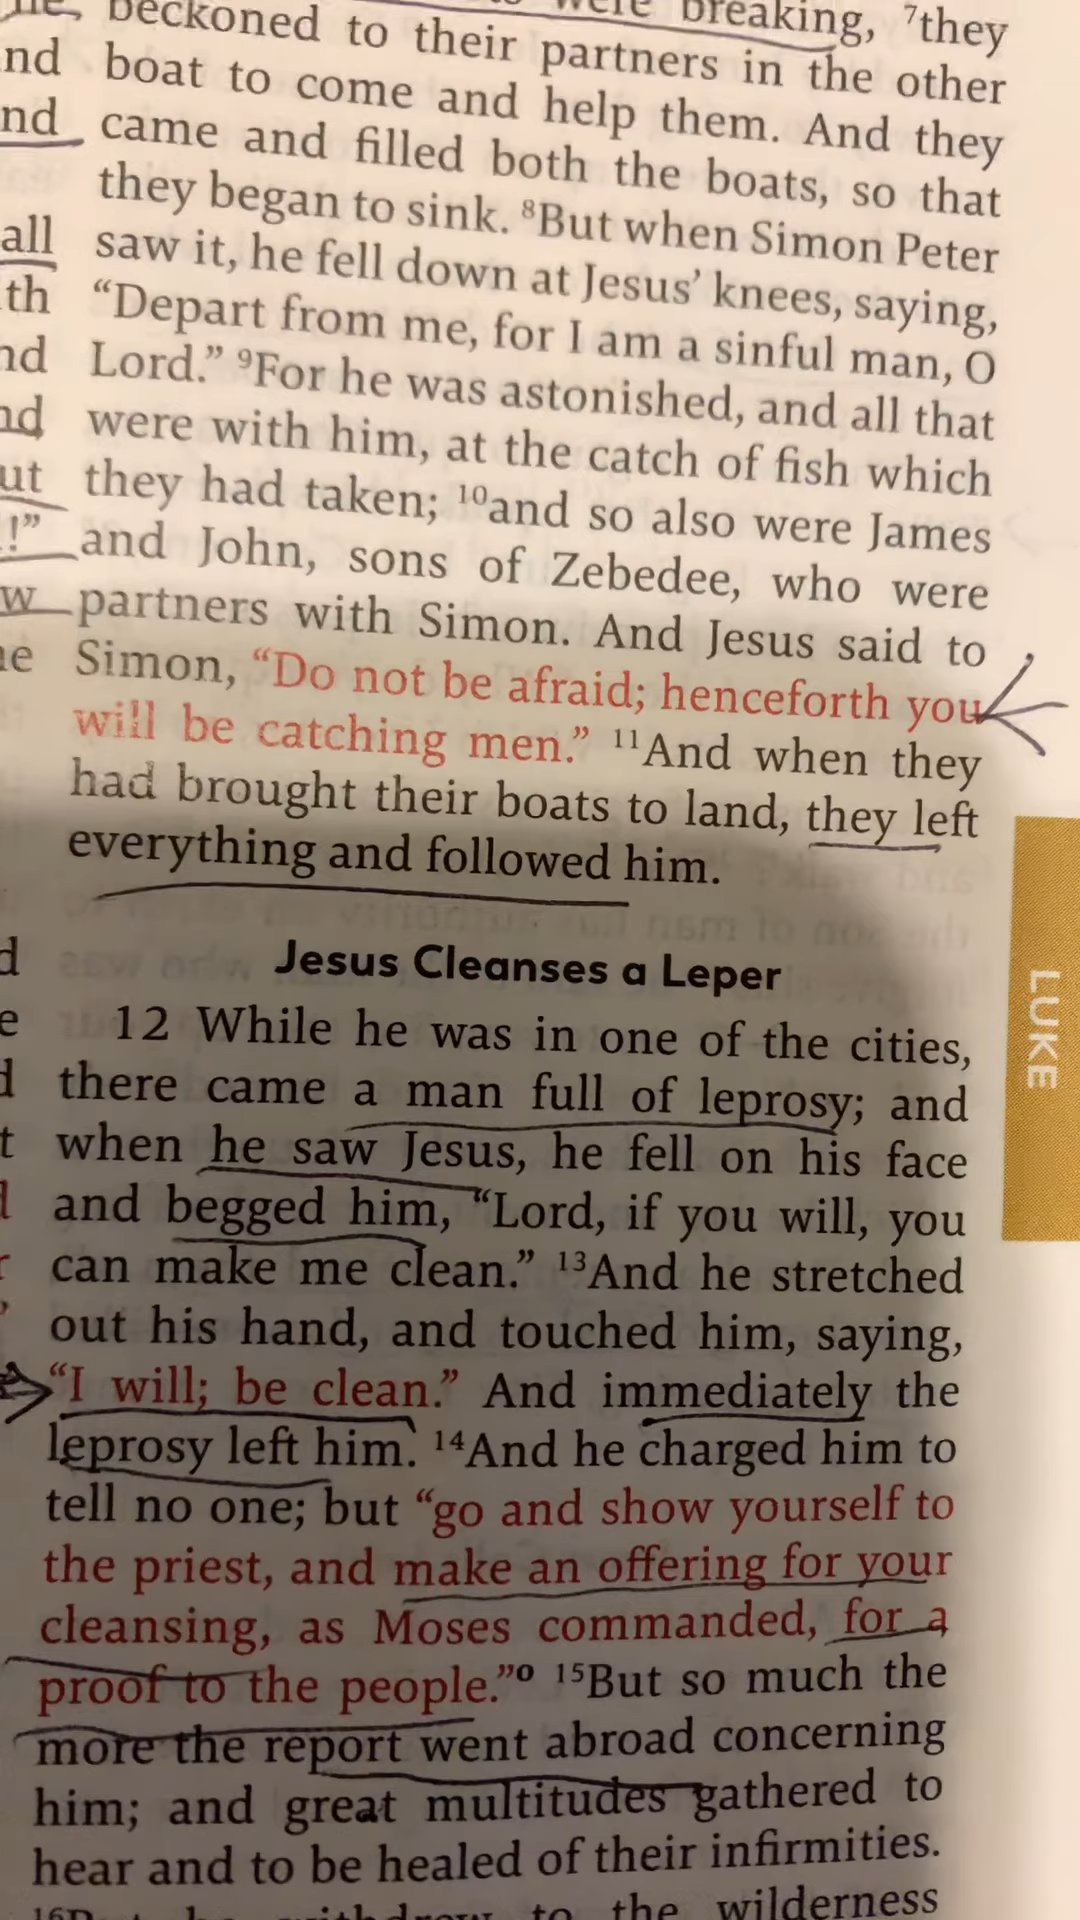 were breaking, ⁷they
beckoned to their partners in the other
boat to come and help them. And they
came and filled both the boats, so that
they began to sink. ⁸But when Simon Peter
saw it, he fell down at Jesus’ knees, saying,
“Depart from me, for I am a sinful man, O
Lord.” ⁹For he was astonished, and all that
were with him, at the catch of fish which
they had taken; ¹⁰and so also were James
and John, sons of Zebedee, who were
partners with Simon. And Jesus said to
Simon, “Do not be afraid; henceforth you
will be catching men.” ¹¹And when they
had brought their boats to land, they left
everything and followed him.
Jesus Cleanses a Leper
12 While he was in one of the cities,
there came a man full of leprosy; and
when he saw Jesus, he fell on his face
and begged him, “Lord, if you will, you
can make me clean.” ¹³And he stretched
out his hand, and touched him, saying,
“I will; be clean.” And immediately the
leprosy left him. ¹⁴And he charged him to
tell no one; but “go and show yourself to
the priest, and make an offering for your
cleansing, as Moses commanded, for a
proof to the people.”ᵒ ¹⁵But so much the
more the report went abroad concerning
him; and great multitudes gathered to
hear and to be healed of their infirmities.
to the wilderness
LUKE